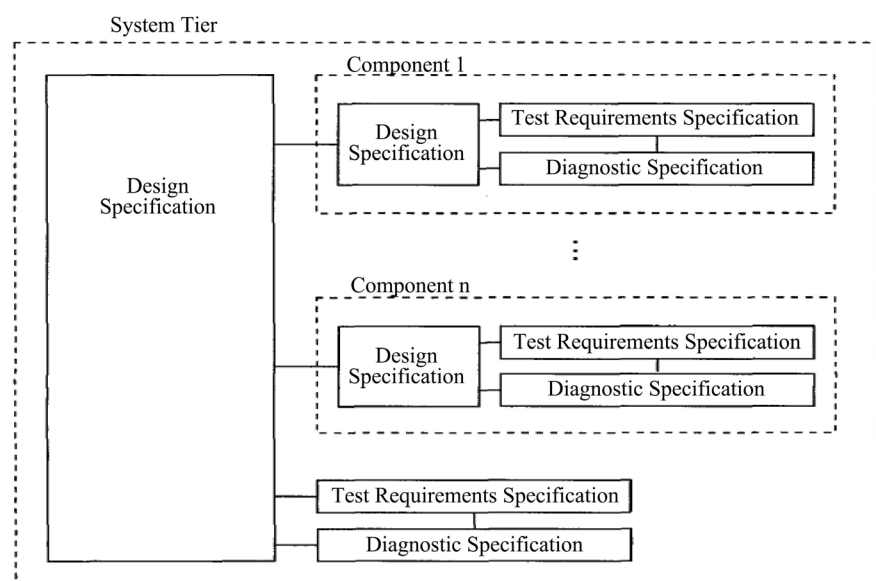 System Tier
Component 1
Design
Specification
Test Requirements Specification
Diagnostic Specification
Design
Specification
Component n
Design
Specification
Test Requirements Specification
Diagnostic Specification
Test Requirements Specification
Diagnostic Specification